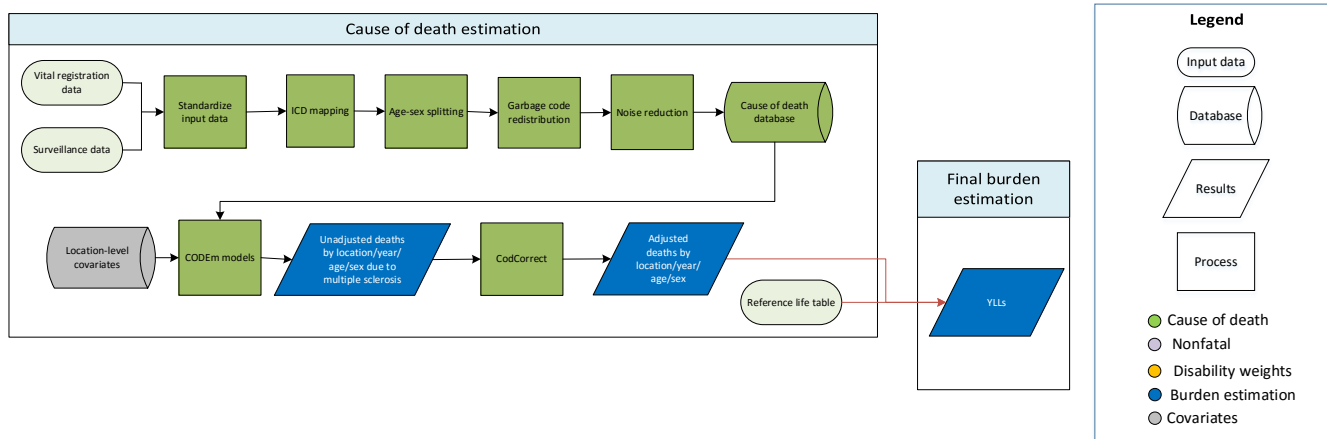 Cause of death estimation
Vital registration
data
Surveillance data
Standardize
input data
ICD mapping
Age-sex splitting
Garbage code
redistribution
Noise reduction
Cause of death
database
Location-level
covariates
CODEm models
Unadjusted deaths
by location/year/
age/sex due to
multiple sclerosis
CodCorrect
Adjusted
deaths by
location/year/
age/sex
Reference life table
Final burden
estimation
YLLs
Legend
Input data
Database
Results
Process
Cause of death
Nonfatal
Disability weights
Burden estimation
Covariates